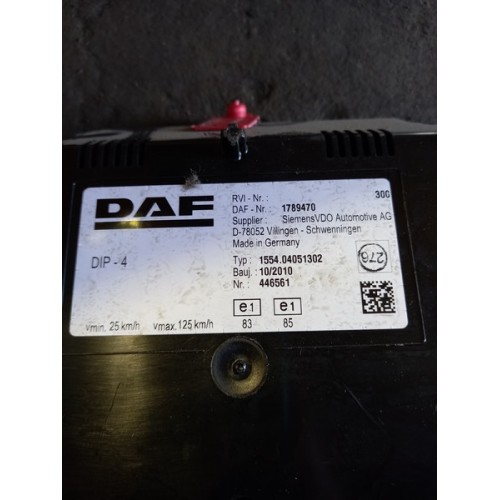 DAF
DIP - 4
vmin. 25 km/h vmax. 125 km/h
RVI - Nr.: 300
DAF - Nr.: 1789470
Supplier: SiemensVDO Automotive AG
D-78052 Villingen - Schwenningen
Made in Germany
Typ: 1554.04051302
Bauj.: 10/2010
Nr.: 446561
276
e1 e1
83 85